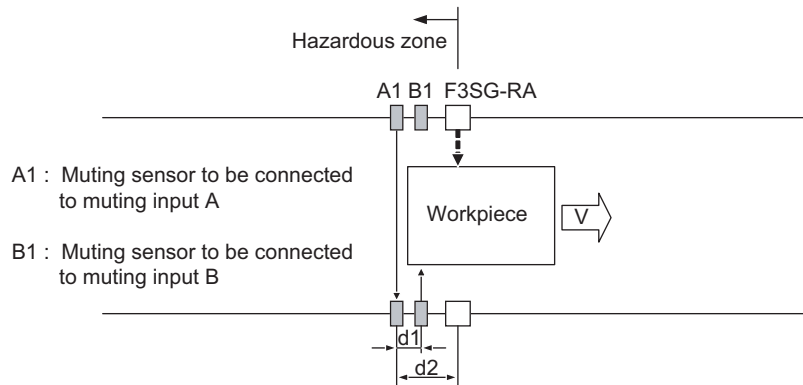 Hazardous zone
A1 B1 F3SG-RA
A1 : Muting sensor to be connected
to muting input A
Workpiece
V
B1 : Muting sensor to be connected
to muting input B
d1
d2